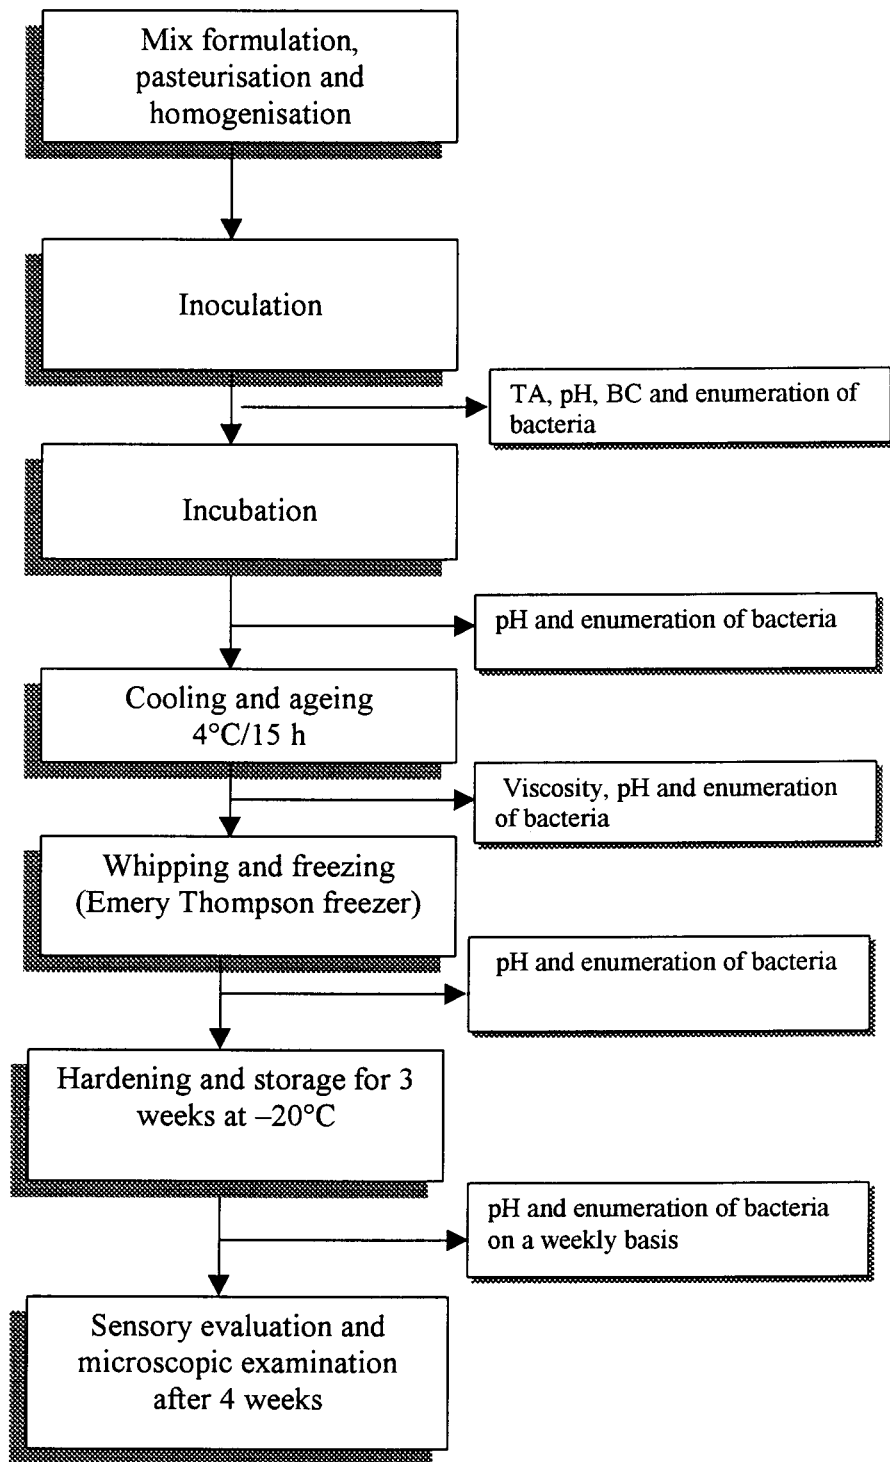 Mix formulation,
pasteurisation and
homogenisation
Inoculation
TA, pH, BC and enumeration of
bacteria
Incubation
pH and enumeration of bacteria
Cooling and ageing
4°C/15 h
Viscosity, pH and enumeration
of bacteria
Whipping and freezing
(Emery Thompson freezer)
pH and enumeration of bacteria
Hardening and storage for 3
weeks at –20°C
pH and enumeration of bacteria
on a weekly basis
Sensory evaluation and
microscopic examination
after 4 weeks